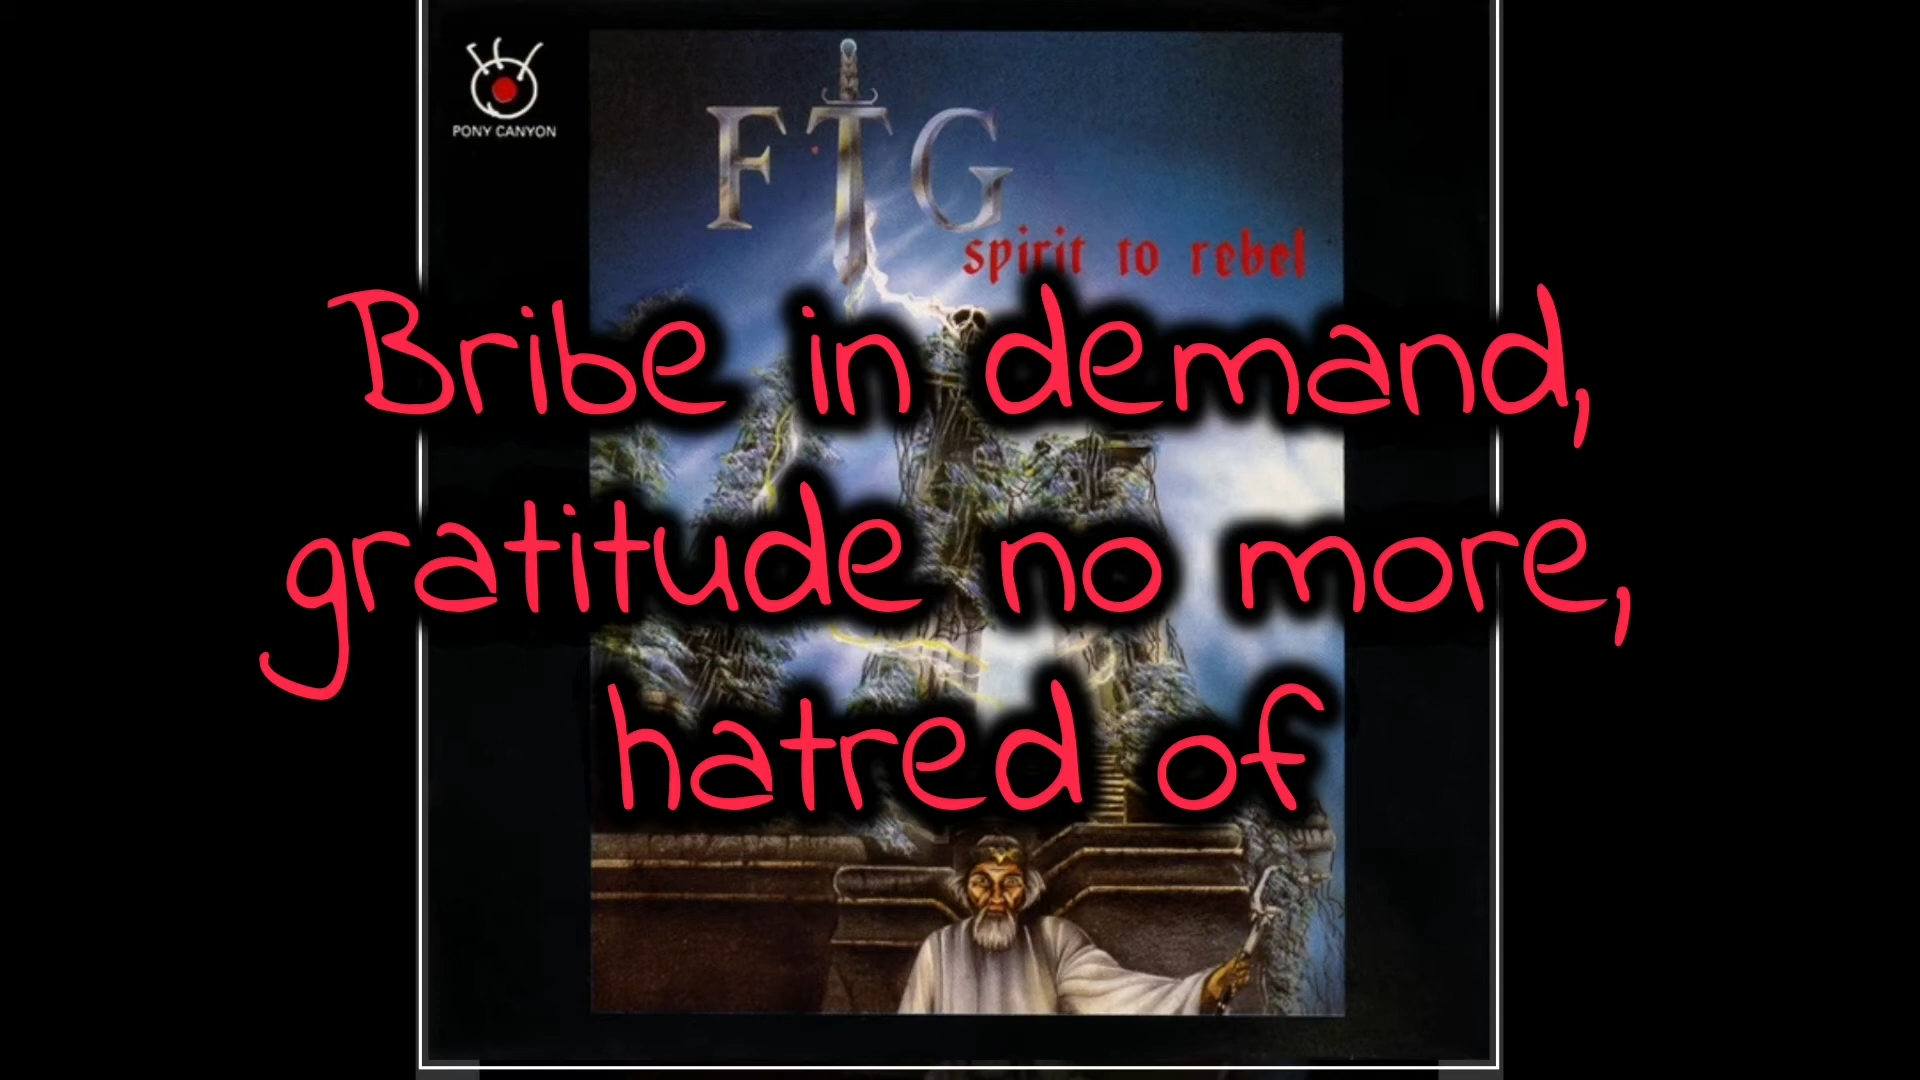 PONY CANYON
FTG
spirit to rebel
Bribe in demand,
gratitude no more,
hatred of